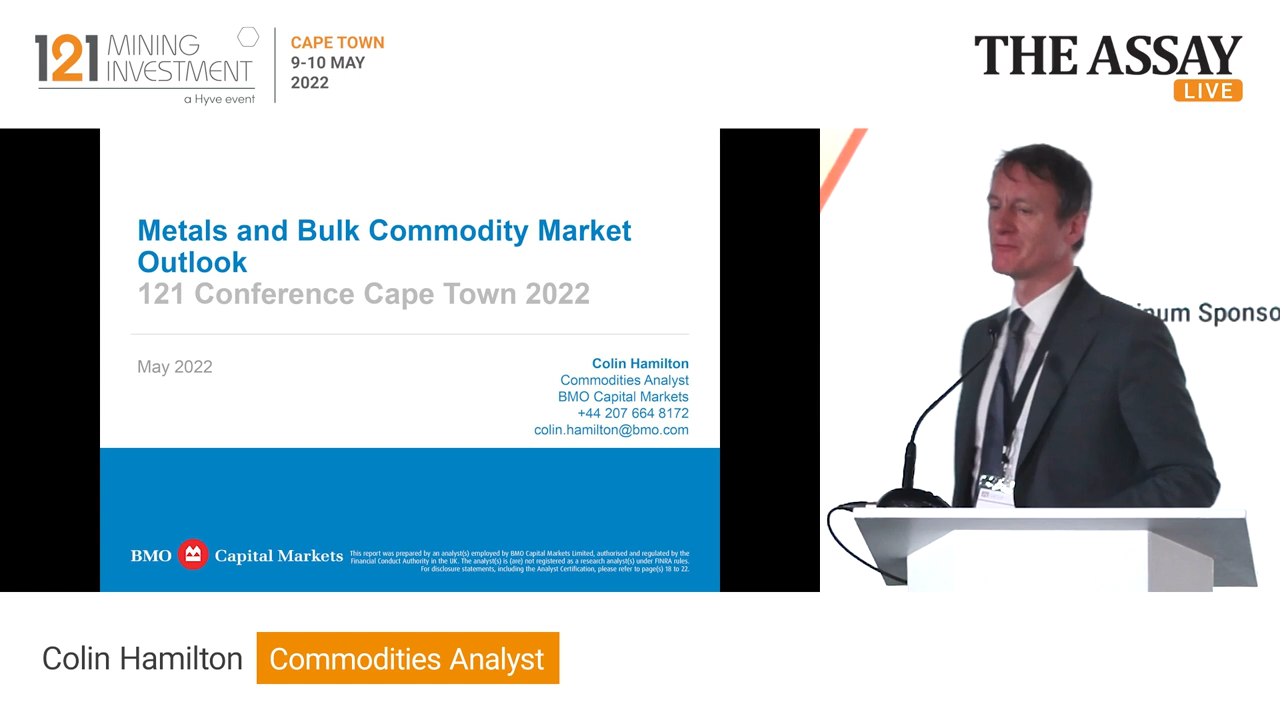 121 MINING INVESTMENT
a Hyve event
CAPE TOWN
9-10 MAY
2022
THE ASSAY
LIVE
Metals and Bulk Commodity Market
Outlook
121 Conference Cape Town 2022
May 2022
Colin Hamilton
Commodities Analyst
BMO Capital Markets
+44 207 664 8172
colin.hamilton@bmo.com
BMO Capital Markets
This report was prepared by an analyst(s) employed by BMO Capital Markets Limited, authorised and regulated by the
Financial Conduct Authority in the UK. The analyst(s) is (are) not registered as a research analyst(s) under FINRA rules.
For disclosure statements, including the Analyst Certification, please refer to page(s) 18 to 22.
Colin Hamilton
Commodities Analyst